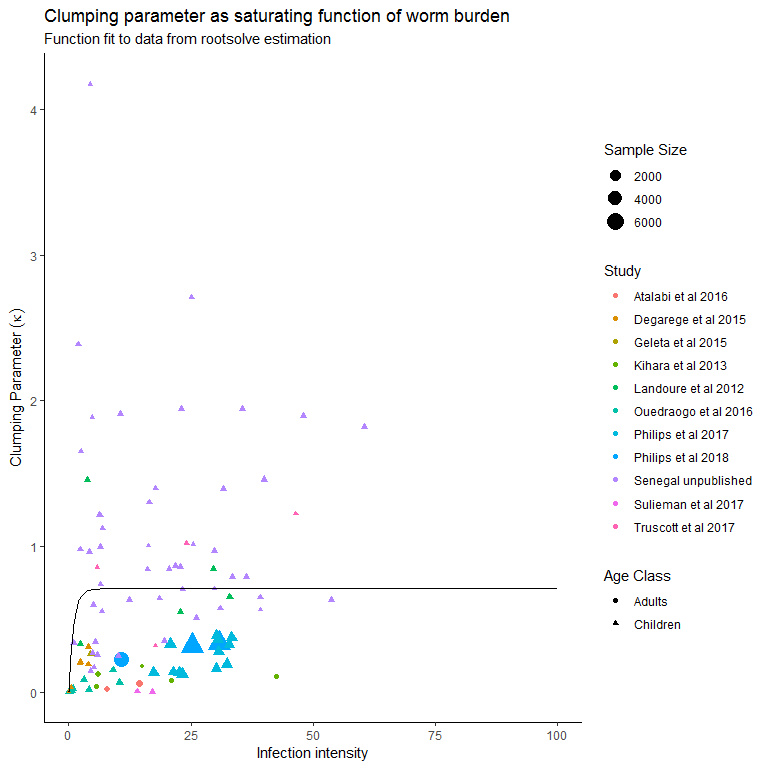 Clumping parameter as saturating function of worm burden
Function fit to data from rootsolve estimation
Clumping Parameter (κ)
4
3
2
1
0
0
25
50
75
100
Infection intensity
Sample Size
2000
4000
6000
Study
Atalabi et al 2016
Degarege et al 2015
Geleta et al 2015
Kihara et al 2013
Landoure et al 2012
Ouedraogo et al 2016
Philips et al 2017
Philips et al 2018
Senegal unpublished
Sulieman et al 2017
Truscott et al 2017
Age Class
Adults
Children